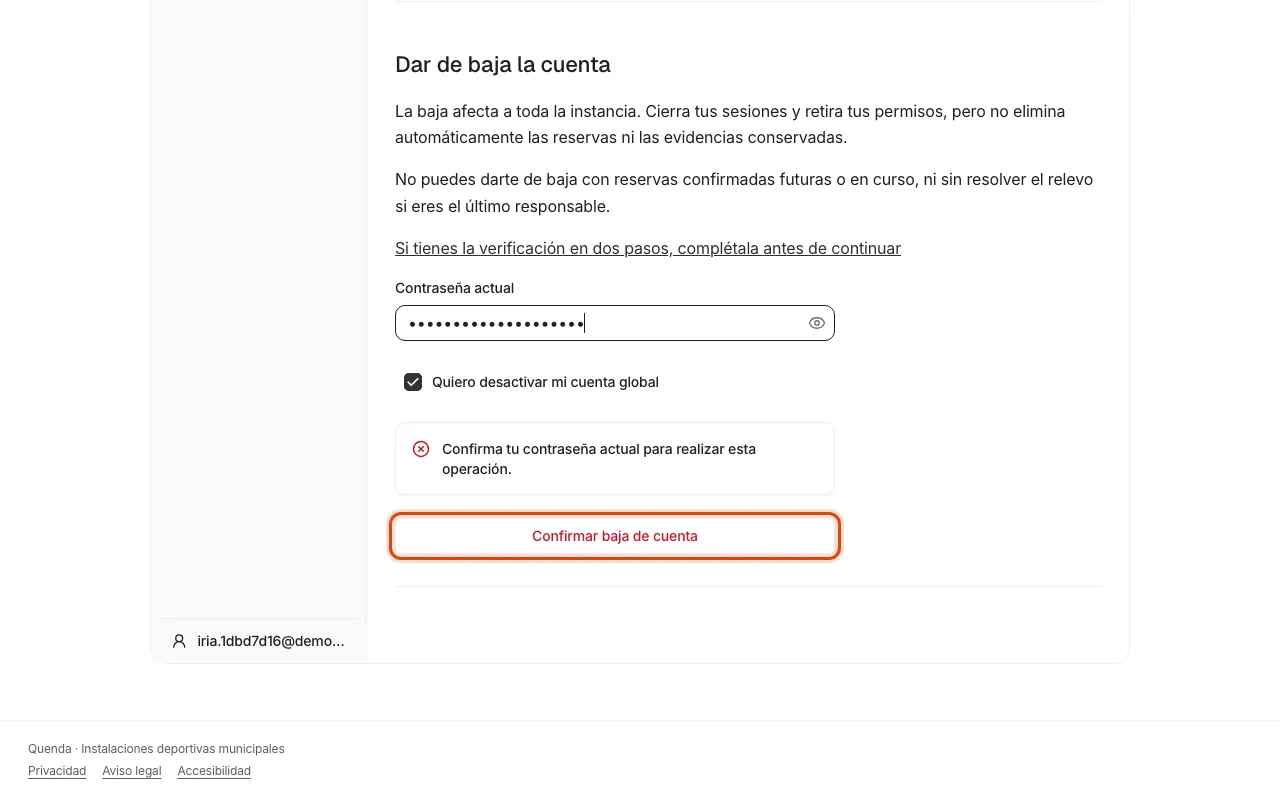 Dar de baja la cuenta
La baja afecta a toda la instancia. Cierra tus sesiones y retira tus permisos, pero no elimina
automáticamente las reservas ni las evidencias conservadas.
No puedes darte de baja con reservas confirmadas futuras o en curso, ni sin resolver el relevo
si eres el último responsable.
Si tienes la verificación en dos pasos, complétala antes de continuar
Contraseña actual
••••••••••••••••••••
Quiero desactivar mi cuenta global
Confirma tu contraseña actual para realizar esta
operación.
Confirmar baja de cuenta
iria.1dbd7d16@demo...
Quenda · Instalaciones deportivas municipales
Privacidad Aviso legal Accesibilidad